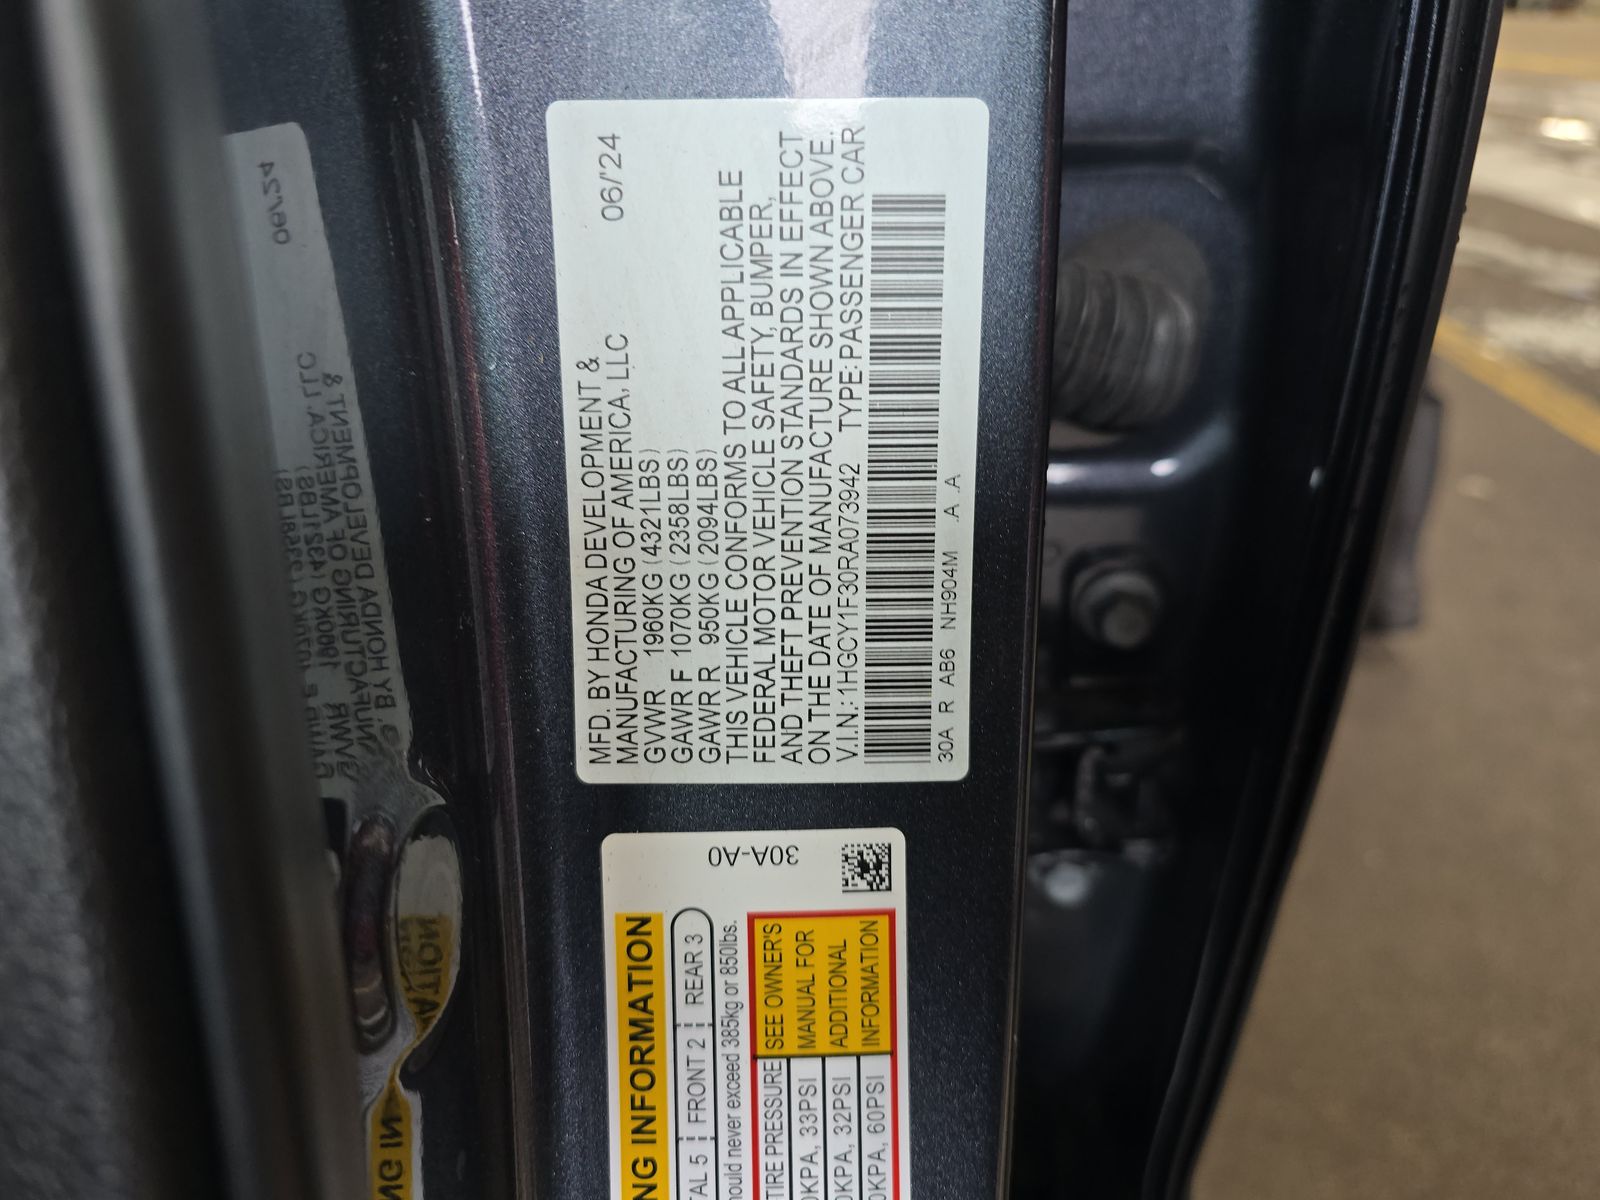 MFD. BY HONDA DEVELOPMENT &
MANUFACTURING OF AMERICA, LLC 06/'24
GVWR 1960KG (4321LBS)
GAWR F 1070KG (2358LBS)
GAWR R 950KG (2094LBS)
THIS VEHICLE CONFORMS TO ALL APPLICABLE
FEDERAL MOTOR VEHICLE SAFETY, BUMPER,
AND THEFT PREVENTION STANDARDS IN EFFECT
ON THE DATE OF MANUFACTURE SHOWN ABOVE.
V.I.N.: 1HGCY1F30RA073942 TYPE: PASSENGER CAR
30A R AB6 NH904M .A .A
30A-A0
NG INFORMATION
TAL 5 FRONT 2 REAR 3
ould never exceed 385kg or 850lbs.
TIRE PRESSURE
0KPA, 33PSI
0KPA, 32PSI
0KPA, 60PSI
SEE OWNER'S
MANUAL FOR
ADDITIONAL
INFORMATION